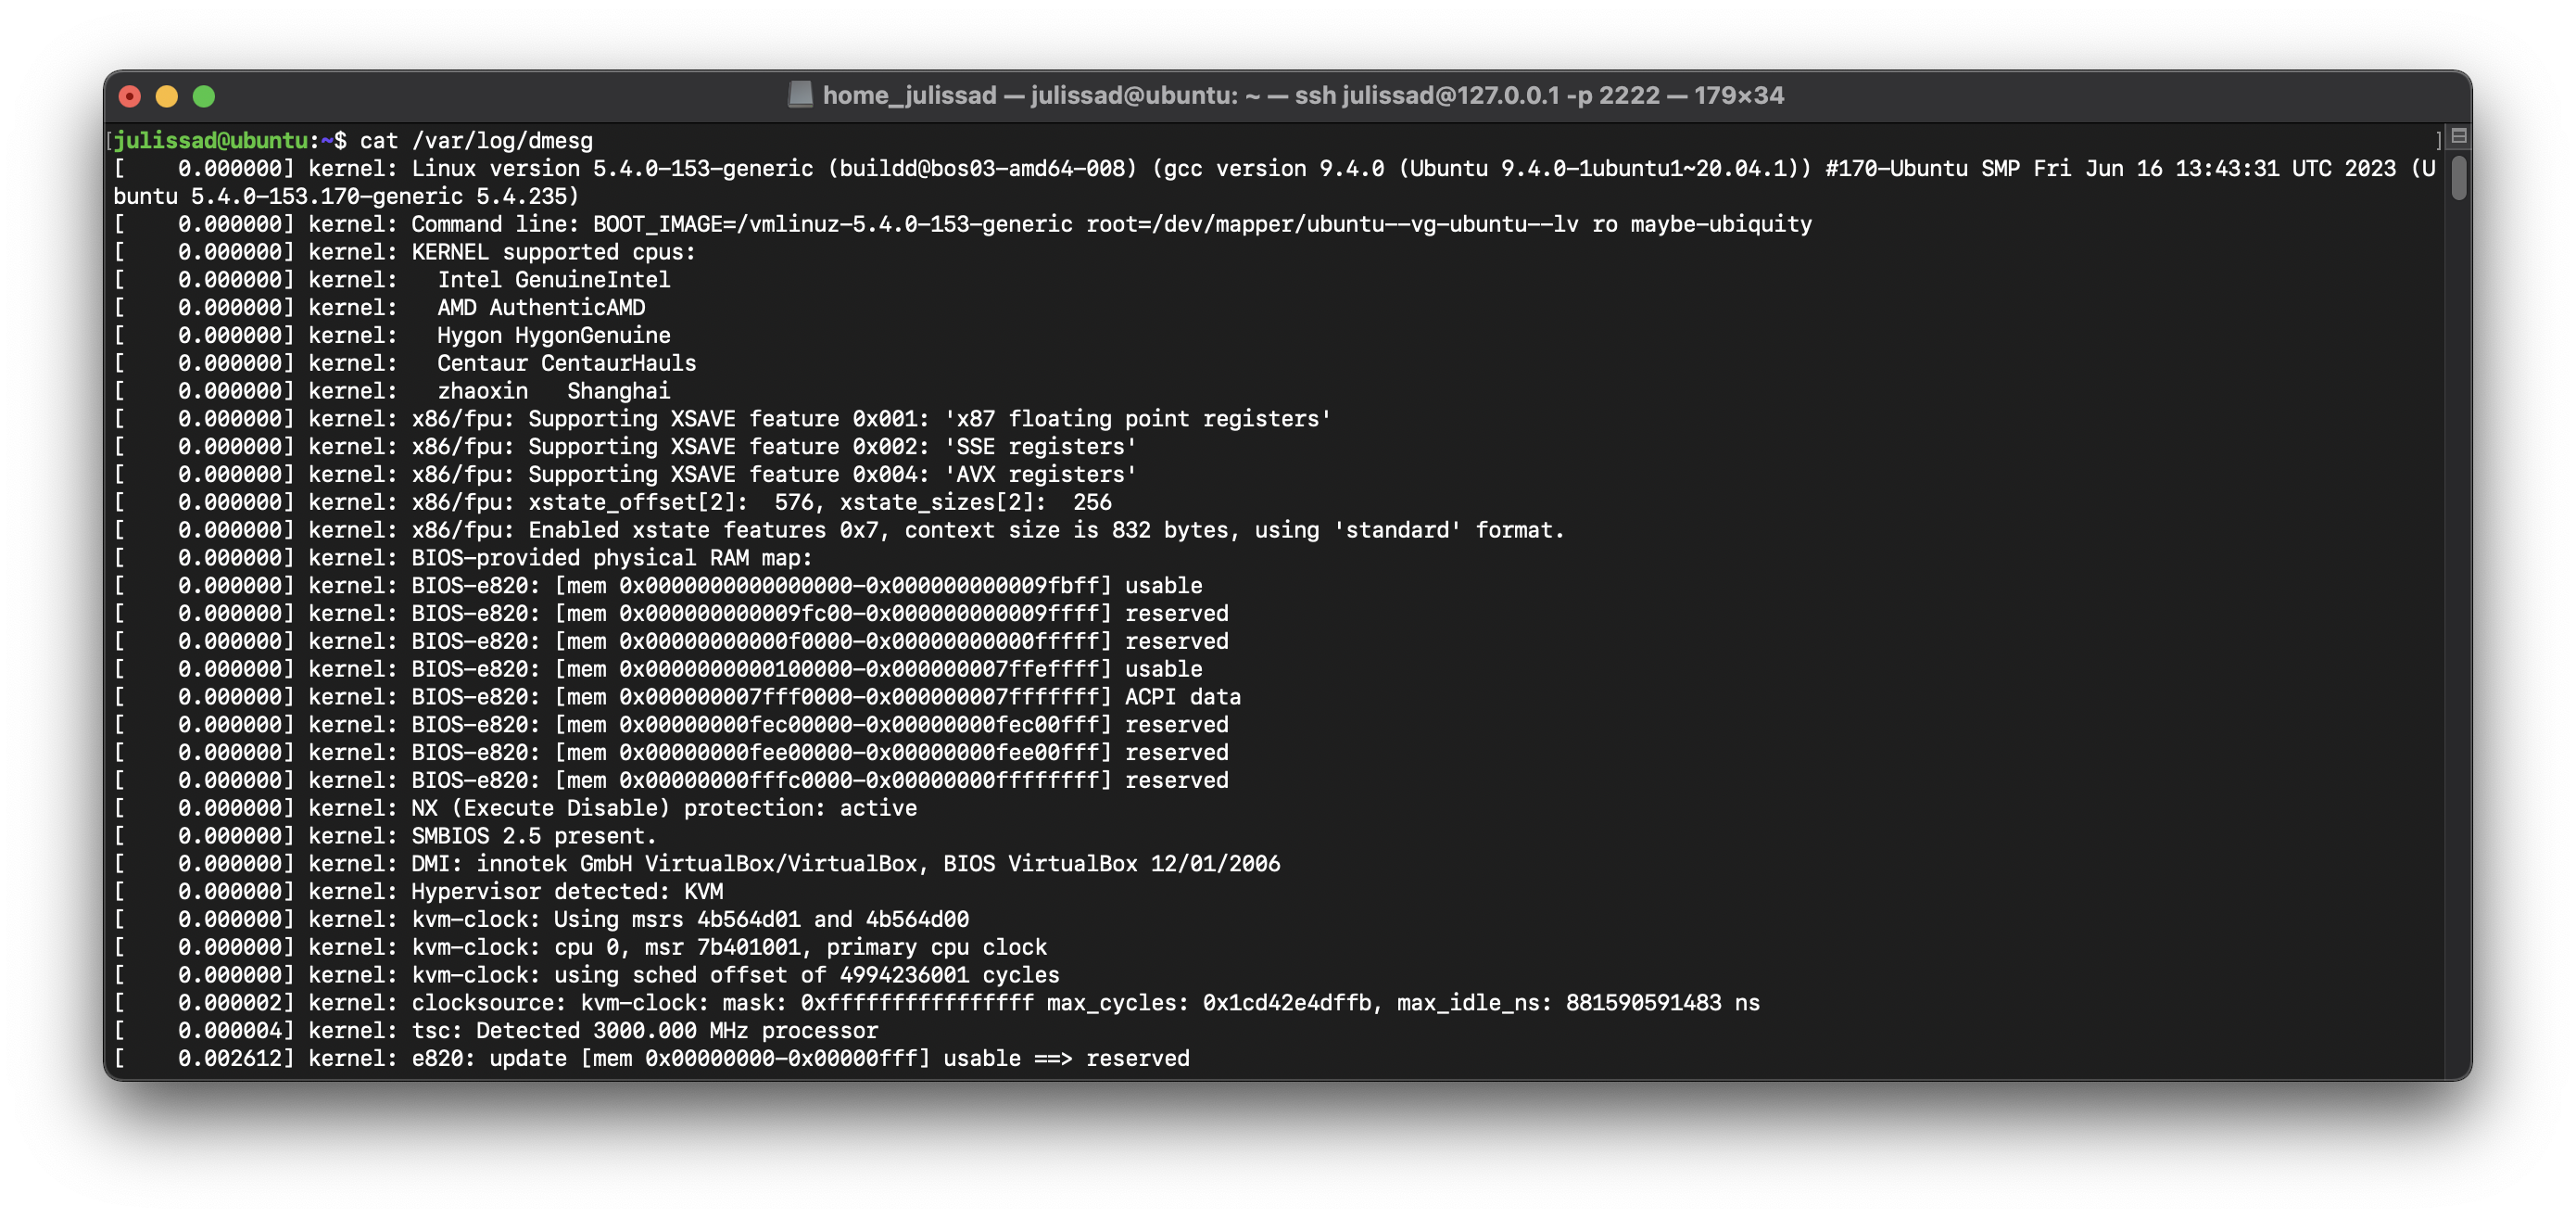 home_julissad — julissad@ubuntu: ~ — ssh julissad@127.0.0.1 -p 2222 — 179×34
[julissad@ubuntu:~$ cat /var/log/dmesg ]
[    0.000000] kernel: Linux version 5.4.0-153-generic (buildd@bos03-amd64-008) (gcc version 9.4.0 (Ubuntu 9.4.0-1ubuntu1~20.04.1)) #170-Ubuntu SMP Fri Jun 16 13:43:31 UTC 2023 (U
buntu 5.4.0-153.170-generic 5.4.235)
[    0.000000] kernel: Command line: BOOT_IMAGE=/vmlinuz-5.4.0-153-generic root=/dev/mapper/ubuntu--vg-ubuntu--lv ro maybe-ubiquity
[    0.000000] kernel: KERNEL supported cpus:
[    0.000000] kernel:   Intel GenuineIntel
[    0.000000] kernel:   AMD AuthenticAMD
[    0.000000] kernel:   Hygon HygonGenuine
[    0.000000] kernel:   Centaur CentaurHauls
[    0.000000] kernel:   zhaoxin   Shanghai
[    0.000000] kernel: x86/fpu: Supporting XSAVE feature 0x001: 'x87 floating point registers'
[    0.000000] kernel: x86/fpu: Supporting XSAVE feature 0x002: 'SSE registers'
[    0.000000] kernel: x86/fpu: Supporting XSAVE feature 0x004: 'AVX registers'
[    0.000000] kernel: x86/fpu: xstate_offset[2]:  576, xstate_sizes[2]:  256
[    0.000000] kernel: x86/fpu: Enabled xstate features 0x7, context size is 832 bytes, using 'standard' format.
[    0.000000] kernel: BIOS-provided physical RAM map:
[    0.000000] kernel: BIOS-e820: [mem 0x0000000000000000-0x000000000009fbff] usable
[    0.000000] kernel: BIOS-e820: [mem 0x000000000009fc00-0x000000000009ffff] reserved
[    0.000000] kernel: BIOS-e820: [mem 0x00000000000f0000-0x00000000000fffff] reserved
[    0.000000] kernel: BIOS-e820: [mem 0x0000000000100000-0x000000007ffeffff] usable
[    0.000000] kernel: BIOS-e820: [mem 0x000000007fff0000-0x000000007fffffff] ACPI data
[    0.000000] kernel: BIOS-e820: [mem 0x00000000fec00000-0x00000000fec00fff] reserved
[    0.000000] kernel: BIOS-e820: [mem 0x00000000fee00000-0x00000000fee00fff] reserved
[    0.000000] kernel: BIOS-e820: [mem 0x00000000fffc0000-0x00000000ffffffff] reserved
[    0.000000] kernel: NX (Execute Disable) protection: active
[    0.000000] kernel: SMBIOS 2.5 present.
[    0.000000] kernel: DMI: innotek GmbH VirtualBox/VirtualBox, BIOS VirtualBox 12/01/2006
[    0.000000] kernel: Hypervisor detected: KVM
[    0.000000] kernel: kvm-clock: Using msrs 4b564d01 and 4b564d00
[    0.000000] kernel: kvm-clock: cpu 0, msr 7b401001, primary cpu clock
[    0.000000] kernel: kvm-clock: using sched offset of 4994236001 cycles
[    0.000002] kernel: clocksource: kvm-clock: mask: 0xffffffffffffffff max_cycles: 0x1cd42e4dffb, max_idle_ns: 881590591483 ns
[    0.000004] kernel: tsc: Detected 3000.000 MHz processor
[    0.002612] kernel: e820: update [mem 0x00000000-0x00000fff] usable ==> reserved